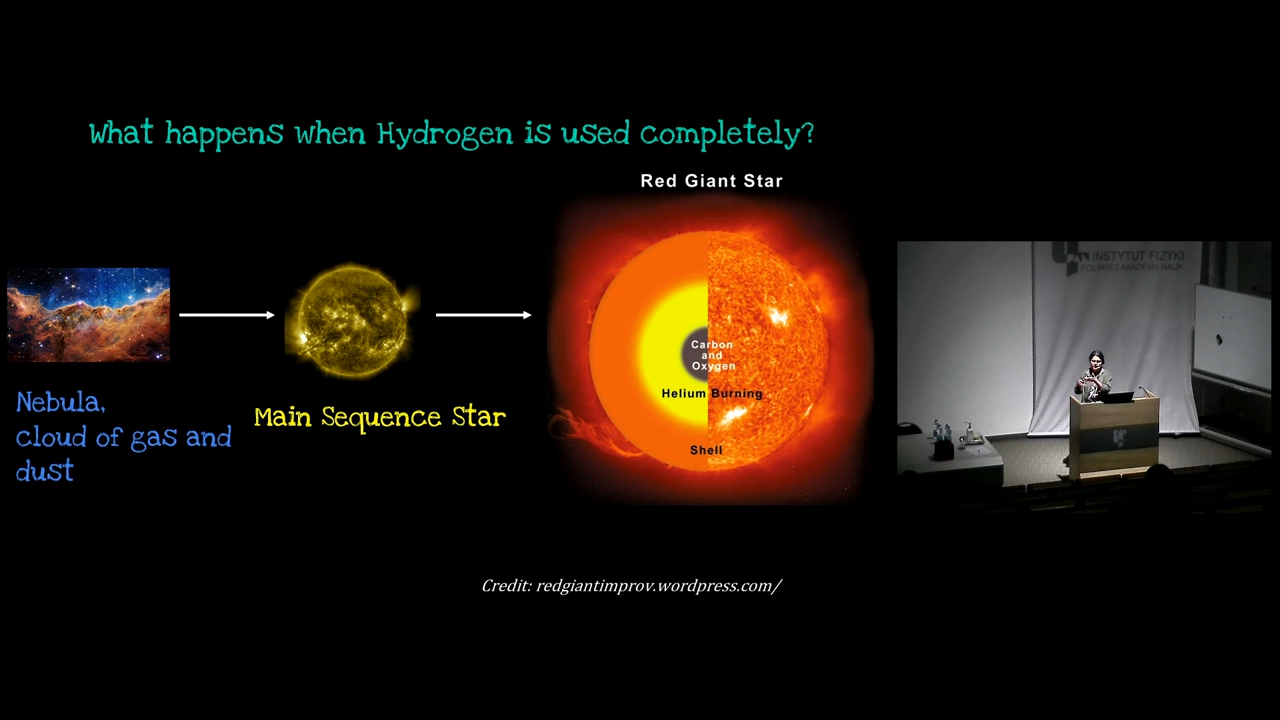 What happens when Hydrogen is used completely?
Red Giant Star
Carbon
and
Oxygen
Helium Burning
Shell
Nebula,
cloud of gas and
dust
Main Sequence Star
INSTYTUT FIZYKI
POLSKIEJ AKADEMII NAUK
Credit: redgiantimprov.wordpress.com/